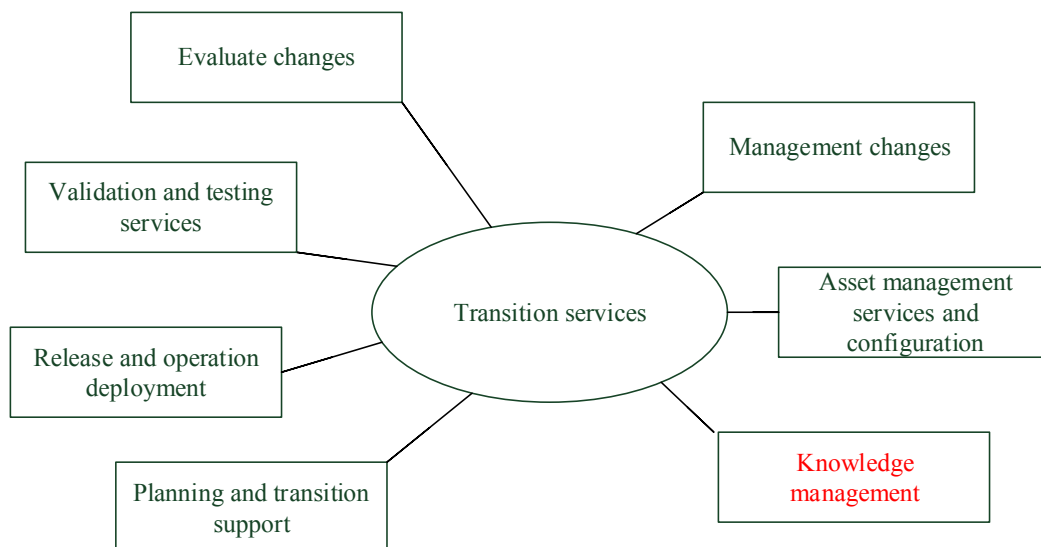 Evaluate changes
Management changes
Validation and testing
services
Transition services
Asset management
services and
configuration
Release and operation
deployment
Knowledge
management
Planning and transition
support